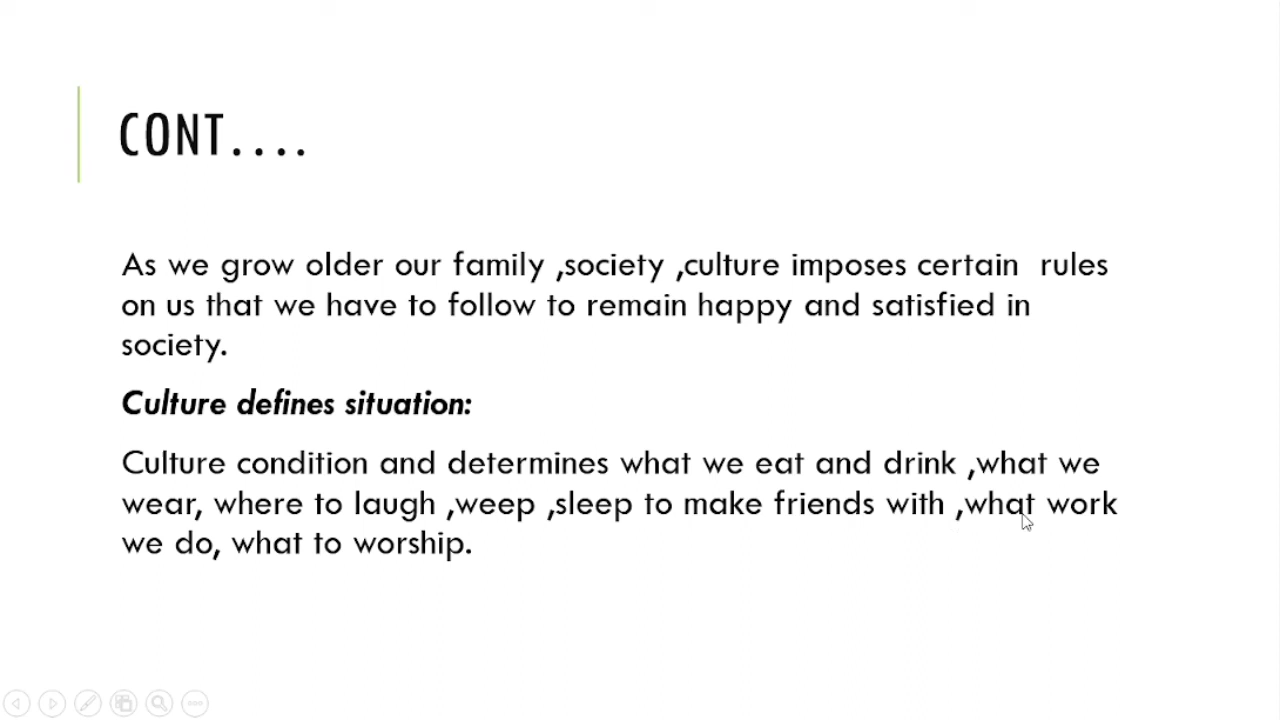 CONT....
As we grow older our family ,society ,culture imposes certain  rules
on us that we have to follow to remain happy and satisfied in
society.
Culture defines situation:
Culture condition and determines what we eat and drink ,what we
wear, where to laugh ,weep ,sleep to make friends with ,what work
we do, what to worship.